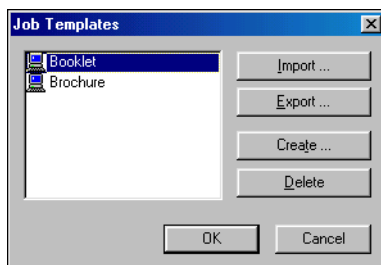 Job Templates
Booklet
Brochure
Import ...
Export ...
Create ...
Delete
OK
Cancel